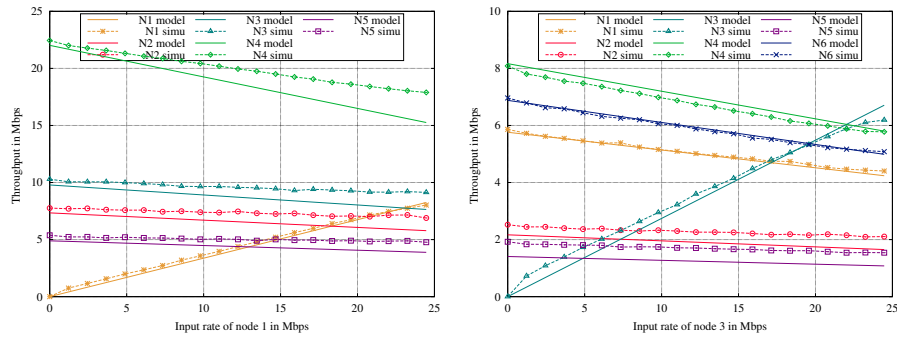 25
20
15
10
5
0
0
5
10
15
20
25
Throughput in Mbps
Input rate of node 1 in Mbps
N1 model
N1 simu
N2 model
N2 simu
N3 model
N3 simu
N4 model
N4 simu
N5 model
N5 simu
10
8
6
4
2
0
0
5
10
15
20
25
Throughput in Mbps
Input rate of node 3 in Mbps
N1 model
N1 simu
N2 model
N2 simu
N3 model
N3 simu
N4 model
N4 simu
N5 model
N5 simu
N6 model
N6 simu